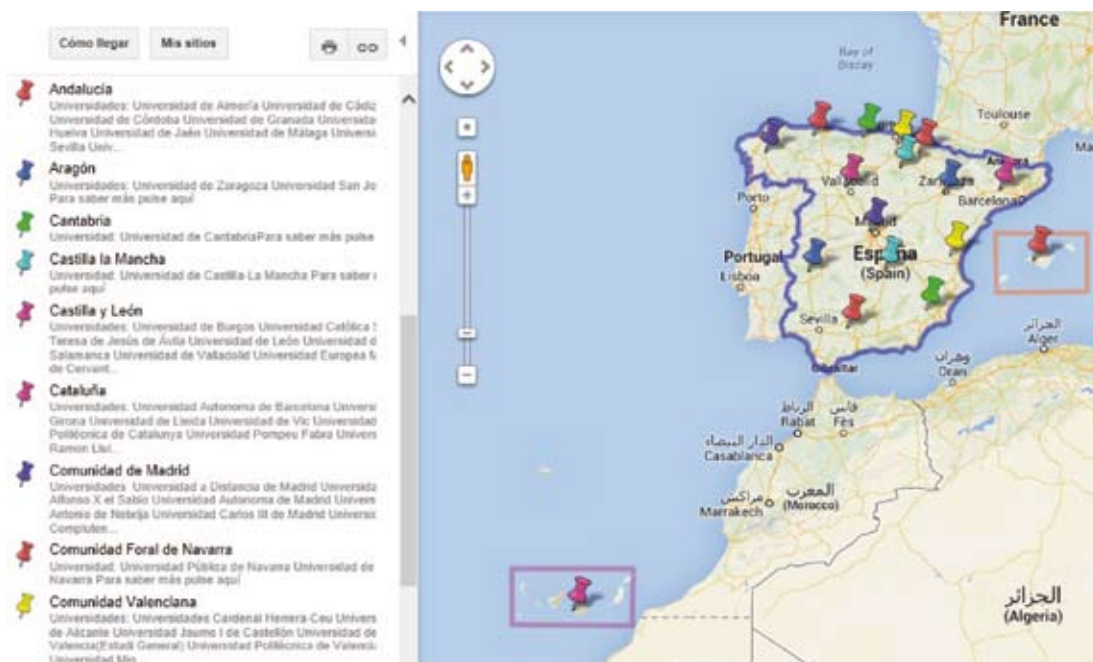 Cómo llegar
Mis sitios
Andalucía
Universidades: Universidad de Almería Universidad de Cádiz
Universidad de Córdoba Universidad de Granada Universida
Huelva Universidad de Jaén Universidad de Málaga Universi
Sevilla Univ...
Aragón
Universidades: Universidad de Zaragoza Universidad San Jo
Para saber más pulse aquí
Cantabria
Universidad: Universidad de CantabriaPara saber más pulse
Castilla la Mancha
Universidad: Universidad de Castilla-La Mancha Para saber
pulse aquí
Castilla y León
Universidades: Universidad de Burgos Universidad Católica
Teresa de Jesús de Ávila Universidad de León Universidad d
Salamanca Universidad de Valladolid Universidad Europea M
de Cervant...
Cataluña
Universidades: Universidad Autonoma de Barcelona Universi
Girona Universidad de Lleida Universidad de Vic Universidad
Politécnica de Catalunya Universidad Pompeu Fabra Univers
Ramon Llul...
Comunidad de Madrid
Universidades: Universidad a Distancia de Madrid Universida
Alfonso X el Sabio Universidad Autonoma de Madrid Univers
Antonio de Nebrija Universidad Carlos III de Madrid Universi
Compluten...
Comunidad Foral de Navarra
Universidad: Universidad Pública de Navarra Universidad de
Navarra Para saber más pulse aquí
Comunidad Valenciana
Universidades: Universidades Cardenal Herrera-Ceu Univers
de Alicante Universidad Jaume I de Castellón Universidad de
Valencia(Estudi General) Universidad Politécnica de Valencia
Universidad Mig
France
Bay of
Biscay
Toulouse
Ma
Andorra
Valladolid
Zaragoza
Barcelona
Porto
Madrid
Portugal
España
(Spain)
Lisboa
Sevilla
Gibraltar
الجزائر
Alger
وهران
Oran
الرباط
Rabat
فاس
Fès
الدار البيضاء
Casablanca
مراكش
Marrakech
المغرب
(Morocco)
الجزائر
(Algeria)